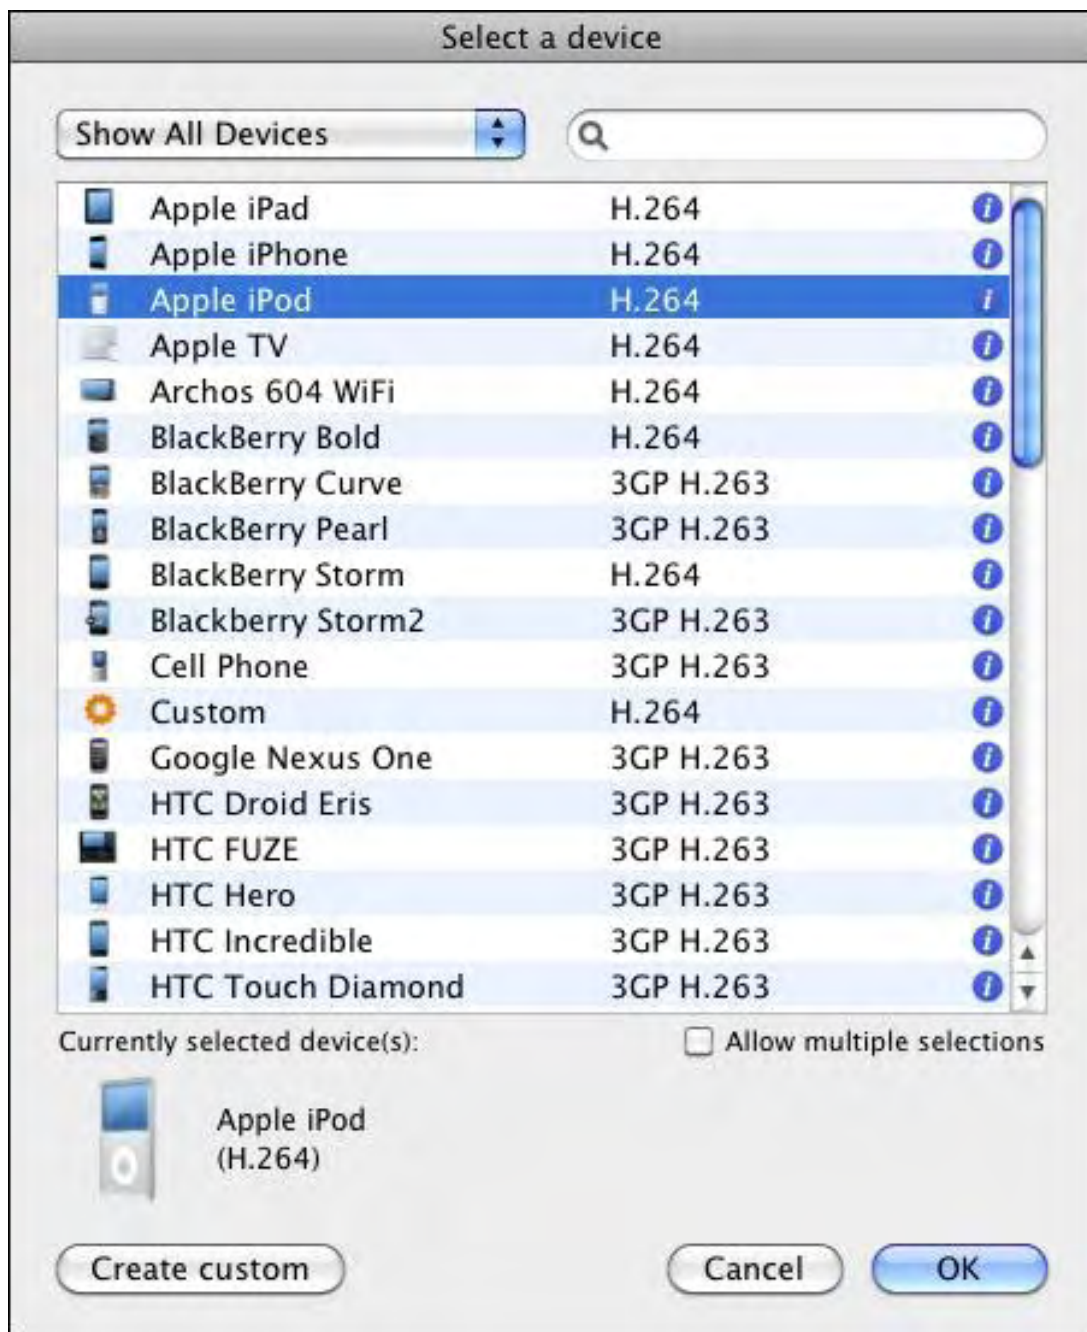 Select a device
Show All Devices
Apple iPad H.264
Apple iPhone H.264
Apple iPod H.264
Apple TV H.264
Archos 604 WiFi H.264
BlackBerry Bold H.264
BlackBerry Curve 3GP H.263
BlackBerry Pearl 3GP H.263
BlackBerry Storm H.264
Blackberry Storm2 3GP H.263
Cell Phone 3GP H.263
Custom H.264
Google Nexus One 3GP H.263
HTC Droid Eris 3GP H.263
HTC FUZE 3GP H.263
HTC Hero 3GP H.263
HTC Incredible 3GP H.263
HTC Touch Diamond 3GP H.263
Currently selected device(s): Allow multiple selections
Apple iPod
(H.264)
Create custom Cancel OK